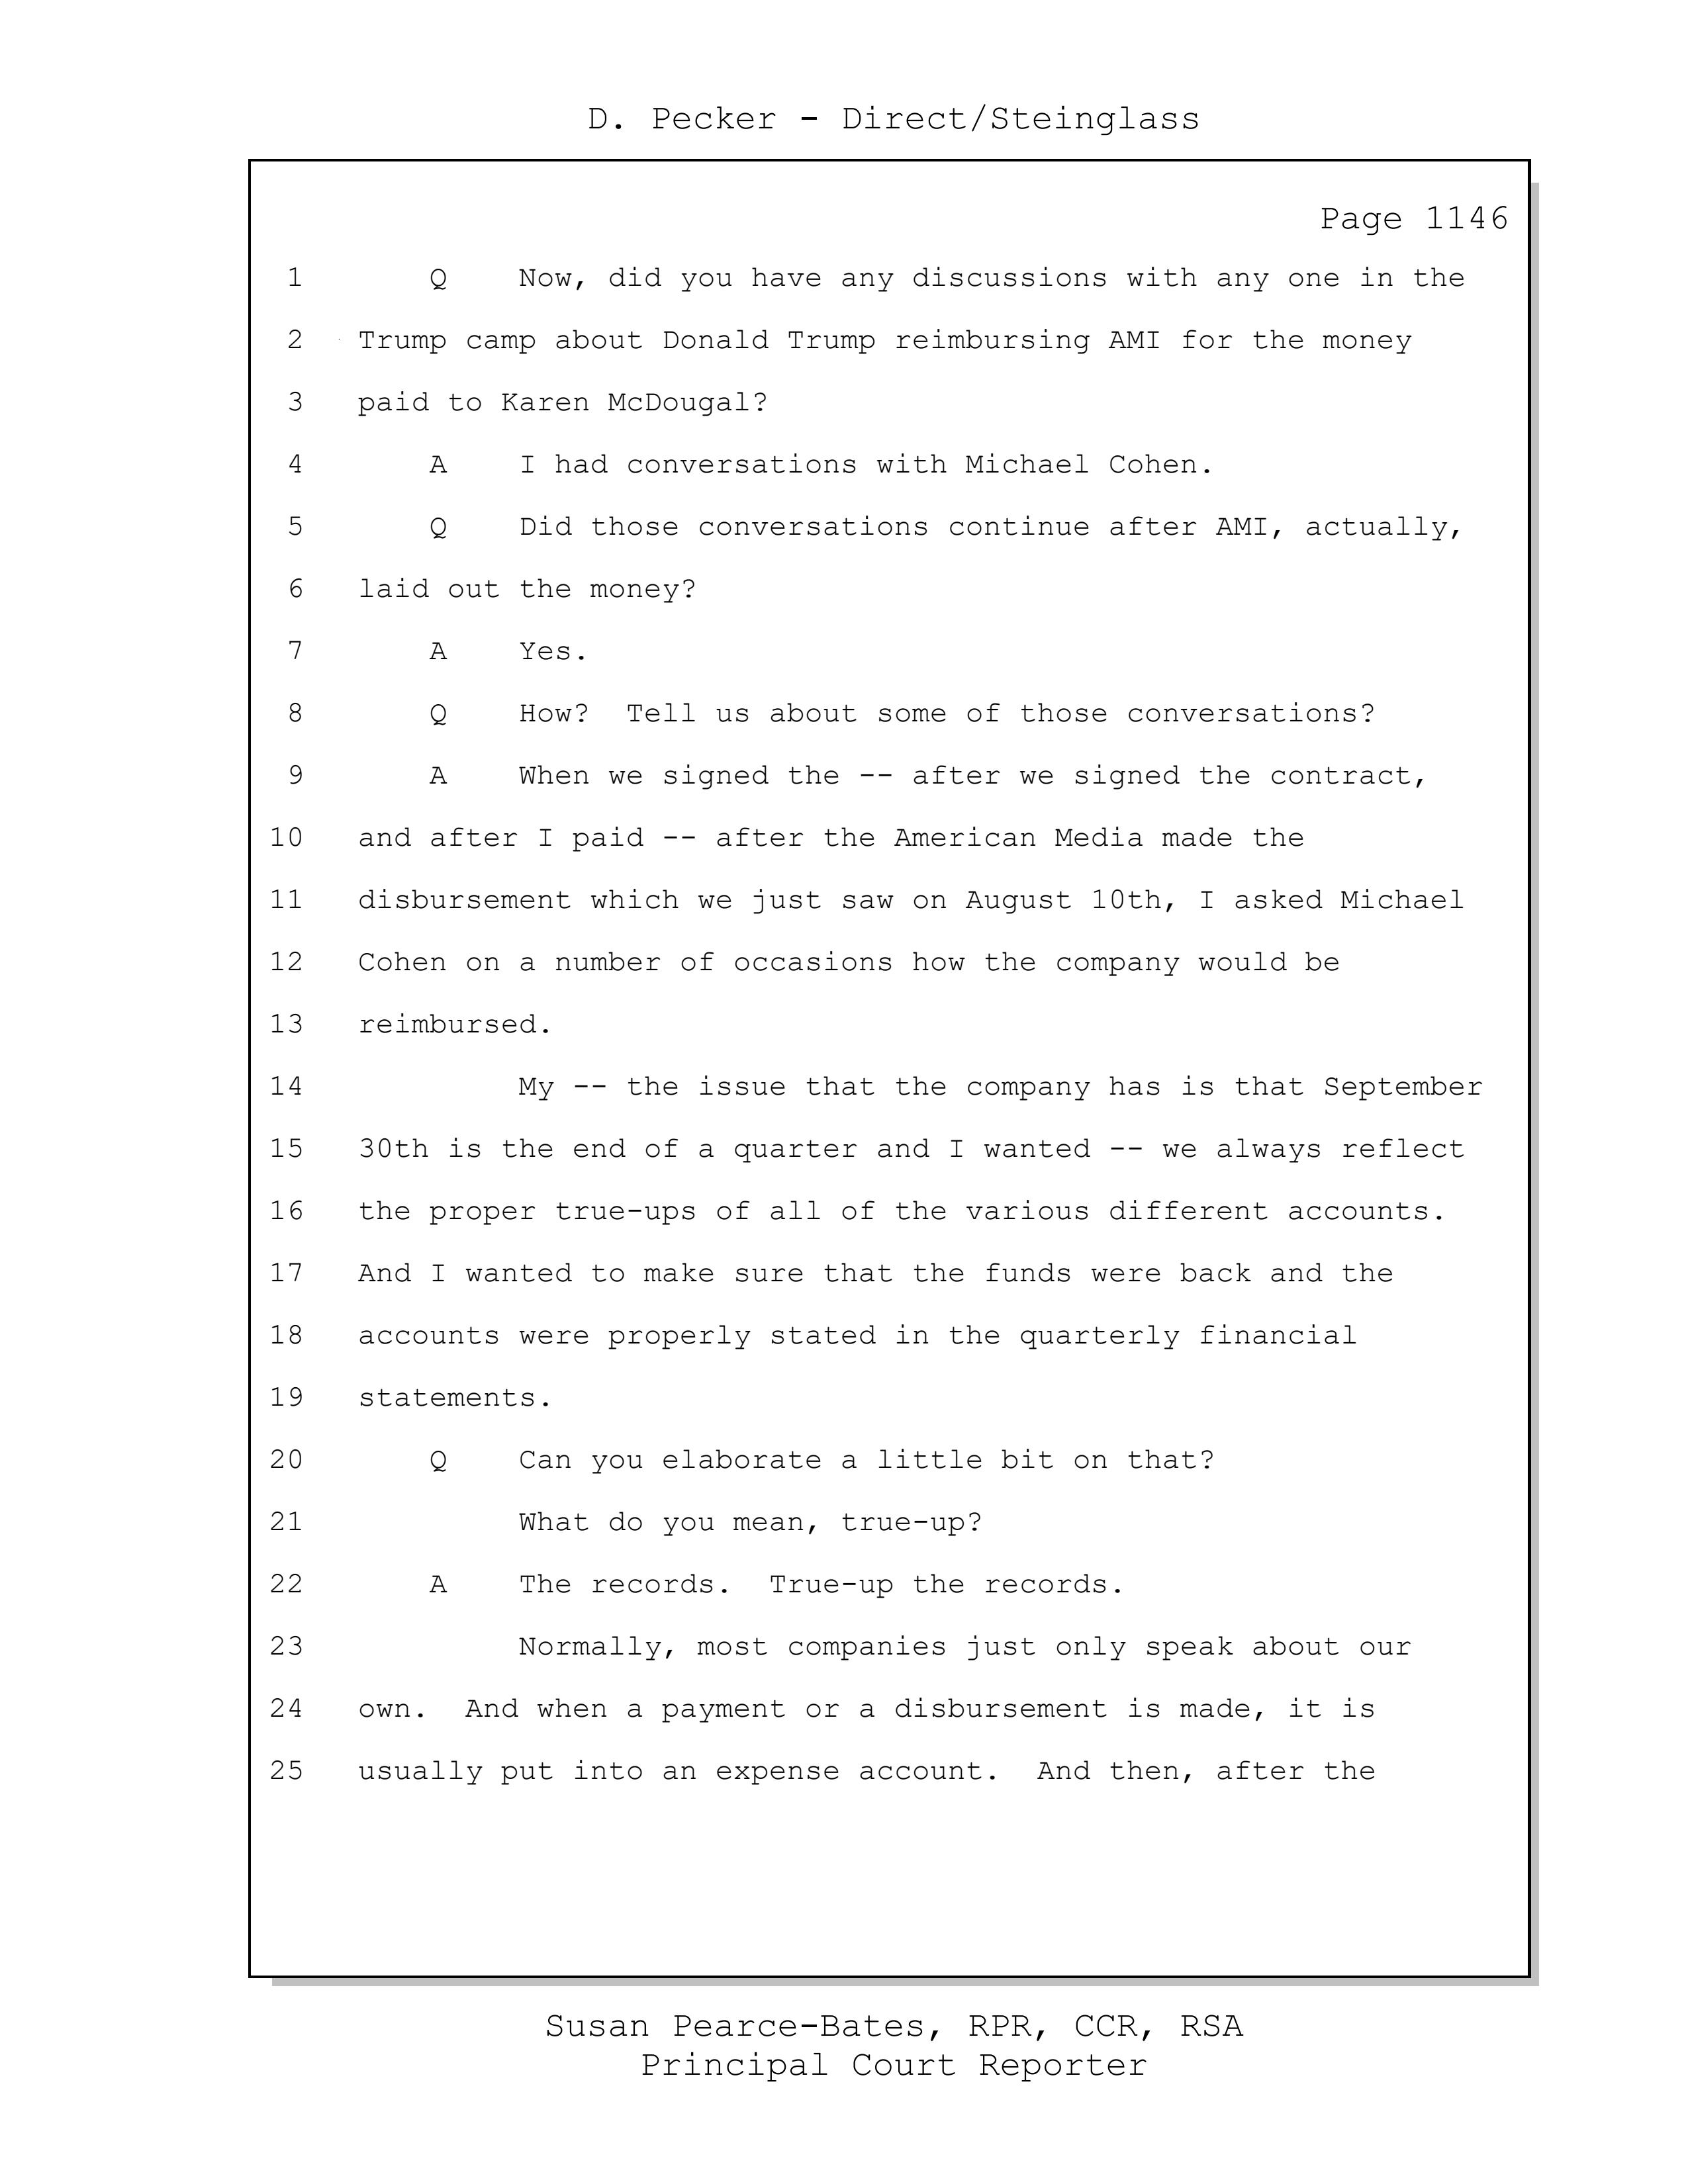 D. Pecker - Direct/Steinglass
Page 1146
1 Q Now, did you have any discussions with any one in the
2 Trump camp about Donald Trump reimbursing AMI for the money
3 paid to Karen McDougal?
4 A I had conversations with Michael Cohen.
5 Q Did those conversations continue after AMI, actually,
6 laid out the money?
7 A Yes.
8 Q How? Tell us about some of those conversations?
9 A When we signed the -- after we signed the contract,
10 and after I paid -- after the American Media made the
11 disbursement which we just saw on August 10th, I asked Michael
12 Cohen on a number of occasions how the company would be
13 reimbursed.
14 My -- the issue that the company has is that September
15 30th is the end of a quarter and I wanted -- we always reflect
16 the proper true-ups of all of the various different accounts.
17 And I wanted to make sure that the funds were back and the
18 accounts were properly stated in the quarterly financial
19 statements.
20 Q Can you elaborate a little bit on that?
21 What do you mean, true-up?
22 A The records. True-up the records.
23 Normally, most companies just only speak about our
24 own. And when a payment or a disbursement is made, it is
25 usually put into an expense account. And then, after the
Susan Pearce-Bates, RPR, CCR, RSA
Principal Court Reporter